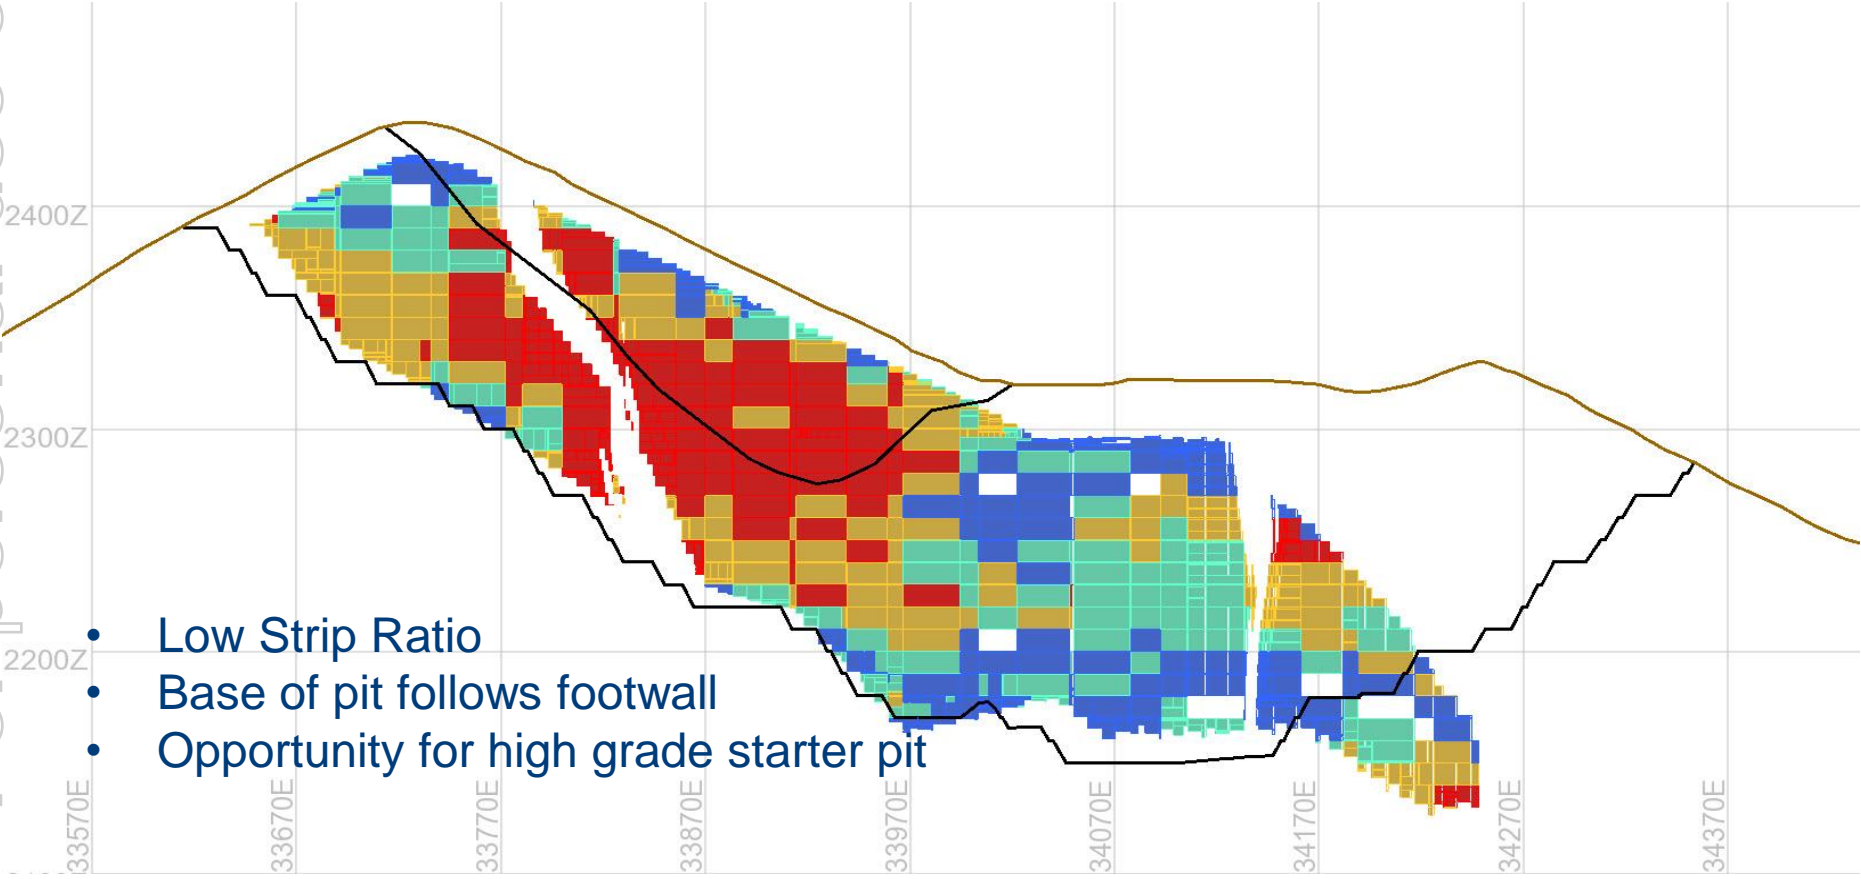 2400Z
2300Z
2200Z
• Low Strip Ratio
• Base of pit follows footwall
• Opportunity for high grade starter pit
33570E
33670E
33770E
33870E
33970E
34070E
34170E
34270E
34370E